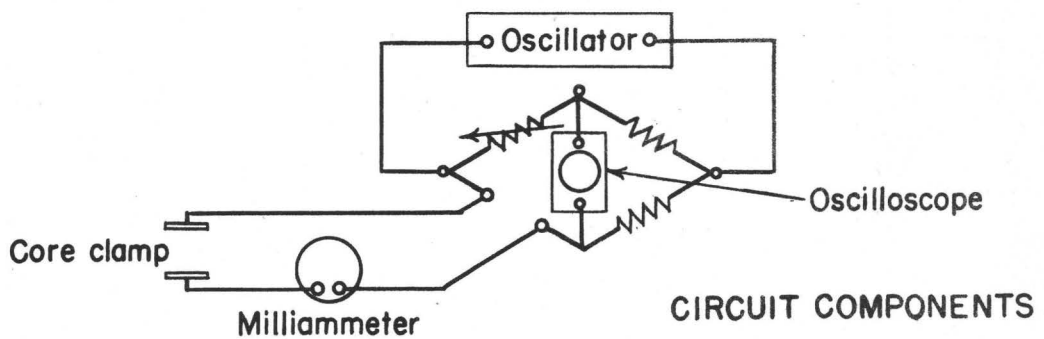 Oscillator
Oscilloscope
Core clamp
Milliammeter
CIRCUIT COMPONENTS